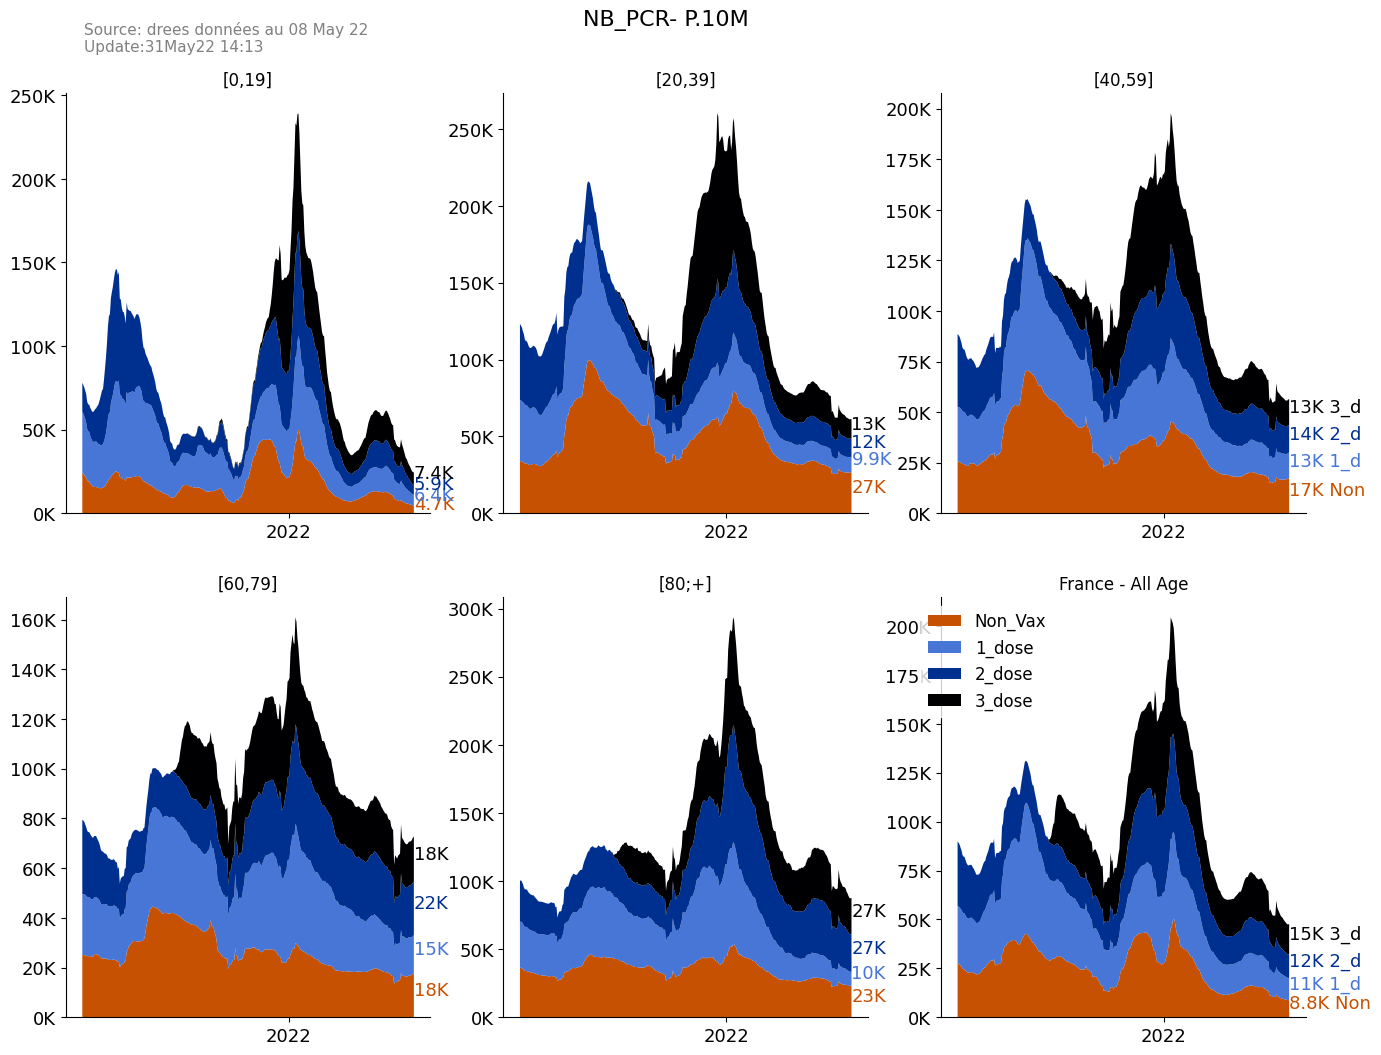 NB_PCR- P.10M
Source: drees données au 08 May 22
Update:31May22 14:13
[0,19]
250K
200K
150K
100K
50K
0K
7.4K
5.9K
6.4K
4.7K
2022
[20,39]
250K
200K
150K
100K
50K
0K
13K
12K
9.9K
27K
2022
[40,59]
200K
175K
150K
125K
100K
75K
50K
25K
0K
13K 3_d
14K 2_d
13K 1_d
17K Non
2022
[60,79]
160K
140K
120K
100K
80K
60K
40K
20K
0K
18K
22K
15K
18K
2022
[80;+]
300K
250K
200K
150K
100K
50K
0K
27K
27K
10K
23K
2022
France - All Age
200K
175K
150K
125K
100K
75K
50K
25K
0K
Non_Vax
1_dose
2_dose
3_dose
15K 3_d
12K 2_d
11K 1_d
8.8K Non
2022